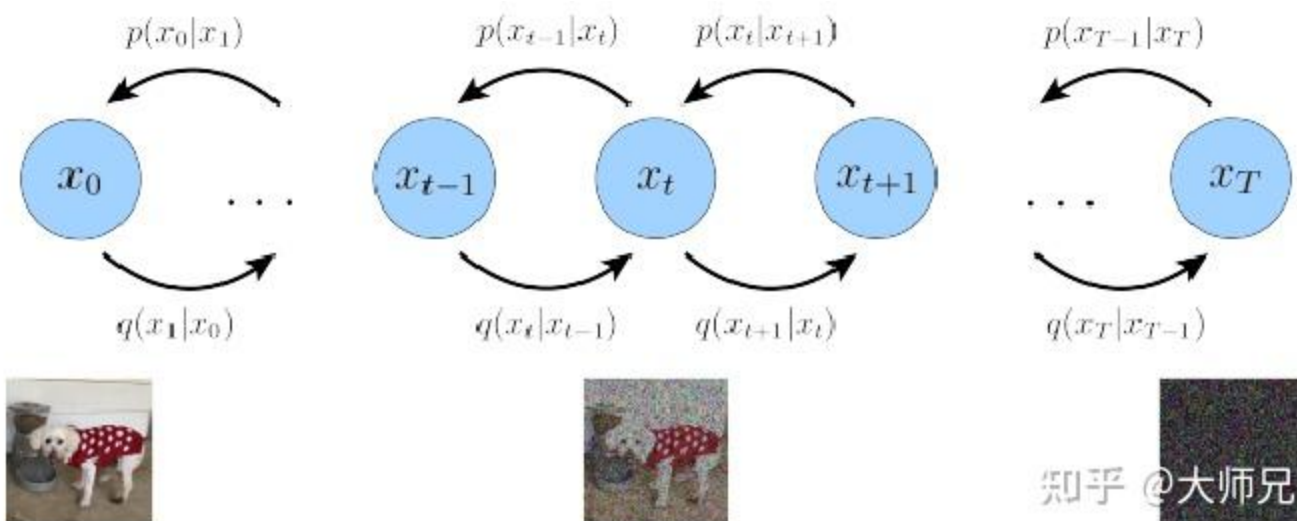 p(x_0|x_1) p(x_{t-1}|x_t) p(x_t|x_{t+1}) p(x_{T-1}|x_T)
x_0 ... x_{t-1} x_t x_{t+1} ... x_T
q(x_1|x_0) q(x_t|x_{t-1}) q(x_{t+1}|x_t) q(x_T|x_{T-1})
知乎 @大师兄